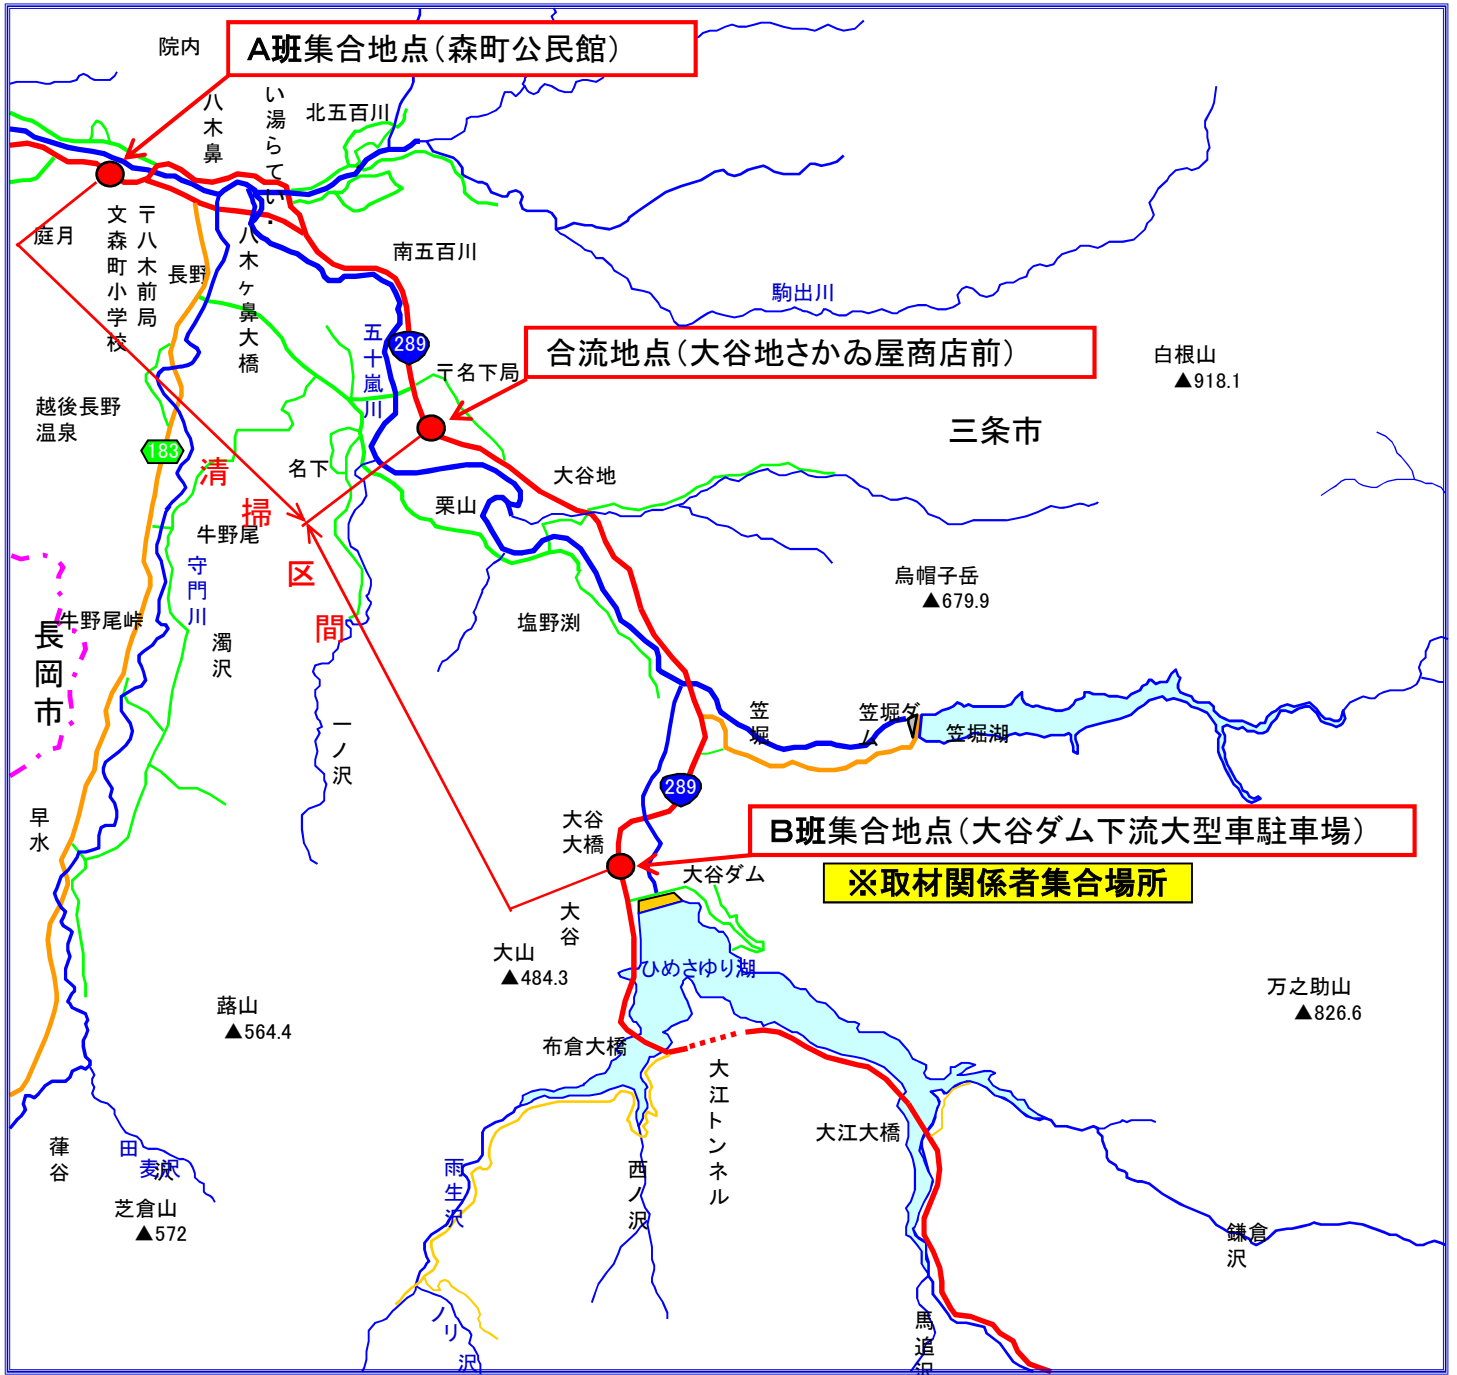 院内
A班集合地点（森町公民館）
八木鼻
い湯らてい・
北五百川
庭月
文森町小学校
〒八木前局
長野
八木ヶ鼻大橋
南五百川
駒出川
五十嵐川
289
合流地点（大谷地さかゐ屋商店前）
〒名下局
白根山
▲918.1
越後長野
温泉
三条市
183
清掃区間
名下
大谷地
栗山
牛野尾
守門川
烏帽子岳
▲679.9
牛野尾峠
長岡市
濁沢
塩野渕
一ノ沢
笠堀
笠堀ダム
笠堀湖
289
早水
大谷
大橋
B班集合地点（大谷ダム下流大型車駐車場）
大谷ダム
※取材関係者集合場所
大谷
大山
▲484.3
ひめさゆり湖
万之助山
▲826.6
蕗山
▲564.4
布倉大橋
大江トンネル
大江大橋
葎谷
田麦沢
沢
雨生沢
西ノ沢
芝倉山
▲572
鎌倉沢
ノリ沢
馬追沢